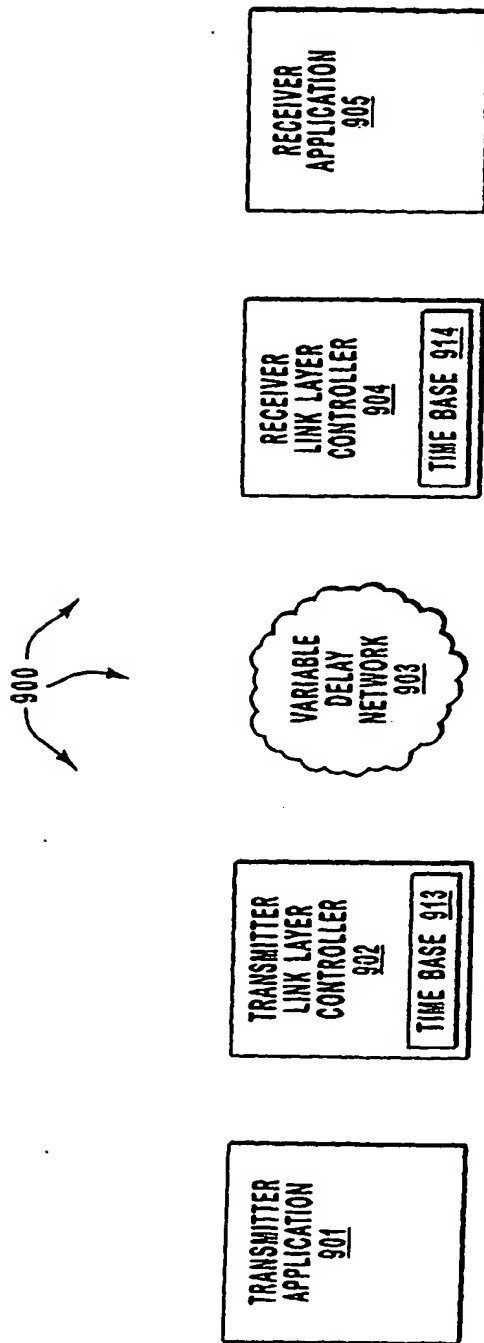 900
TRANSMITTER
APPLICATION
901
TRANSMITTER
LINK LAYER
CONTROLLER
902
TIME BASE 913
VARIABLE
DELAY
NETWORK
903
RECEIVER
LINK LAYER
CONTROLLER
904
TIME BASE 914
RECEIVER
APPLICATION
905